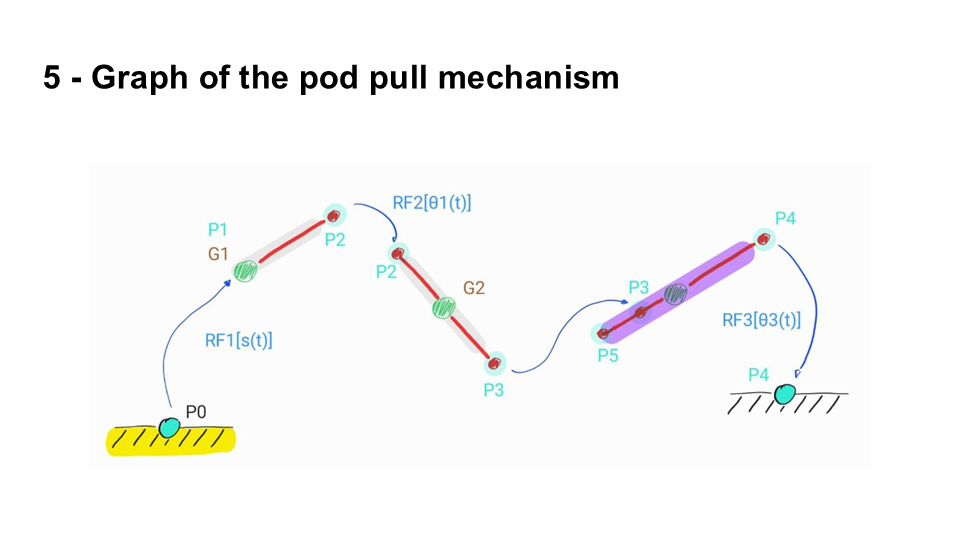 5 - Graph of the pod pull mechanism
RF2[θ1(t)]
P1
P2
P4
G1
P2
G2
P3
RF1[s(t)]
RF3[θ3(t)]
P5
P3
P4
P0